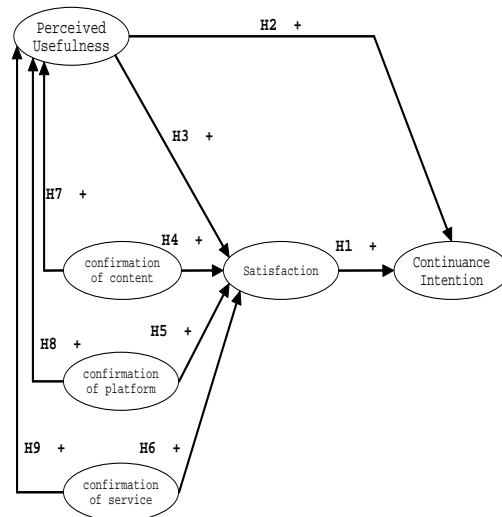 Perceived
Usefulness
H2 +
H3 +
H7 +
H4 +
H1 +
confirmation
of content
Satisfaction
Continuance
Intention
H5 +
H8 +
confirmation
of platform
H9 +
H6 +
confirmation
of service